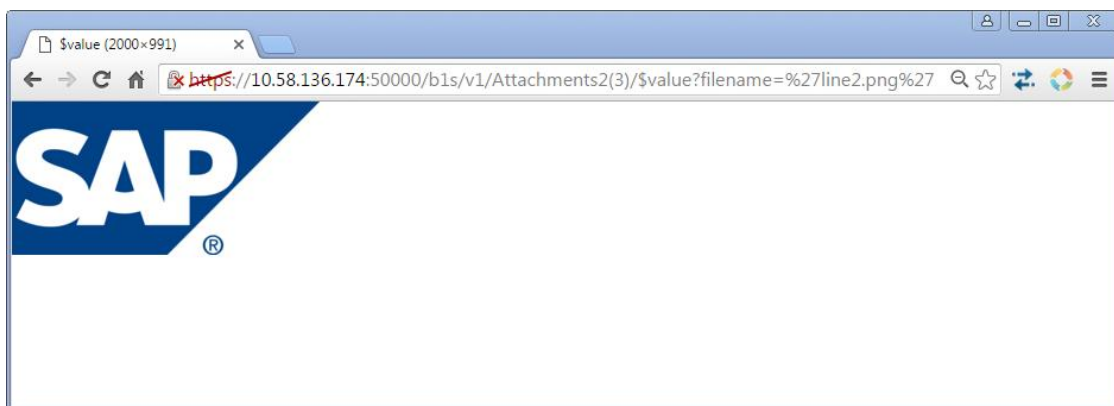 $value (2000×991)
https://10.58.136.174:50000/b1s/v1/Attachments2(3)/$value?filename=%27line2.png%27
SAP
®